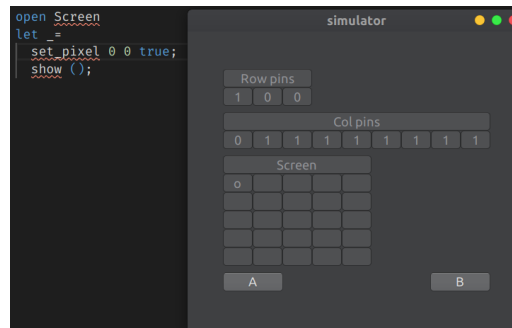 open Screen
let _=
set_pixel 0 0 true;
show ();
simulator
Row pins
1 0 0
Col pins
0 1 1 1 1 1 1 1 1
Screen
o
A B